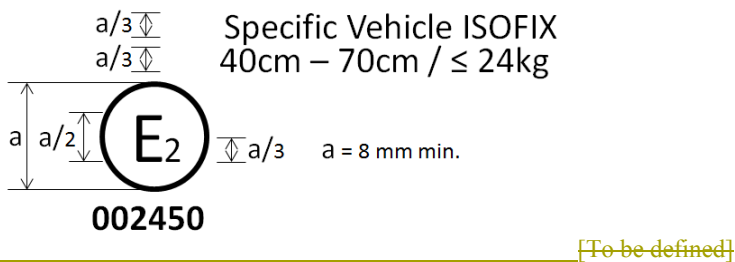 a/3 Specific Vehicle ISOFIX
a/3 40cm – 70cm / ≤ 24kg
a a/2 E2 a/3 a = 8 mm min.
002450
[To be defined]